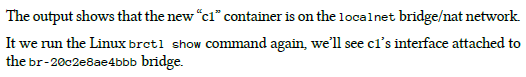 The output shows that the new “c1” container is on the localnet bridge/nat network.
It we run the Linux brctl show command again, we’ll see c1’s interface attached to
the br-20c2e8ae4bbb bridge.